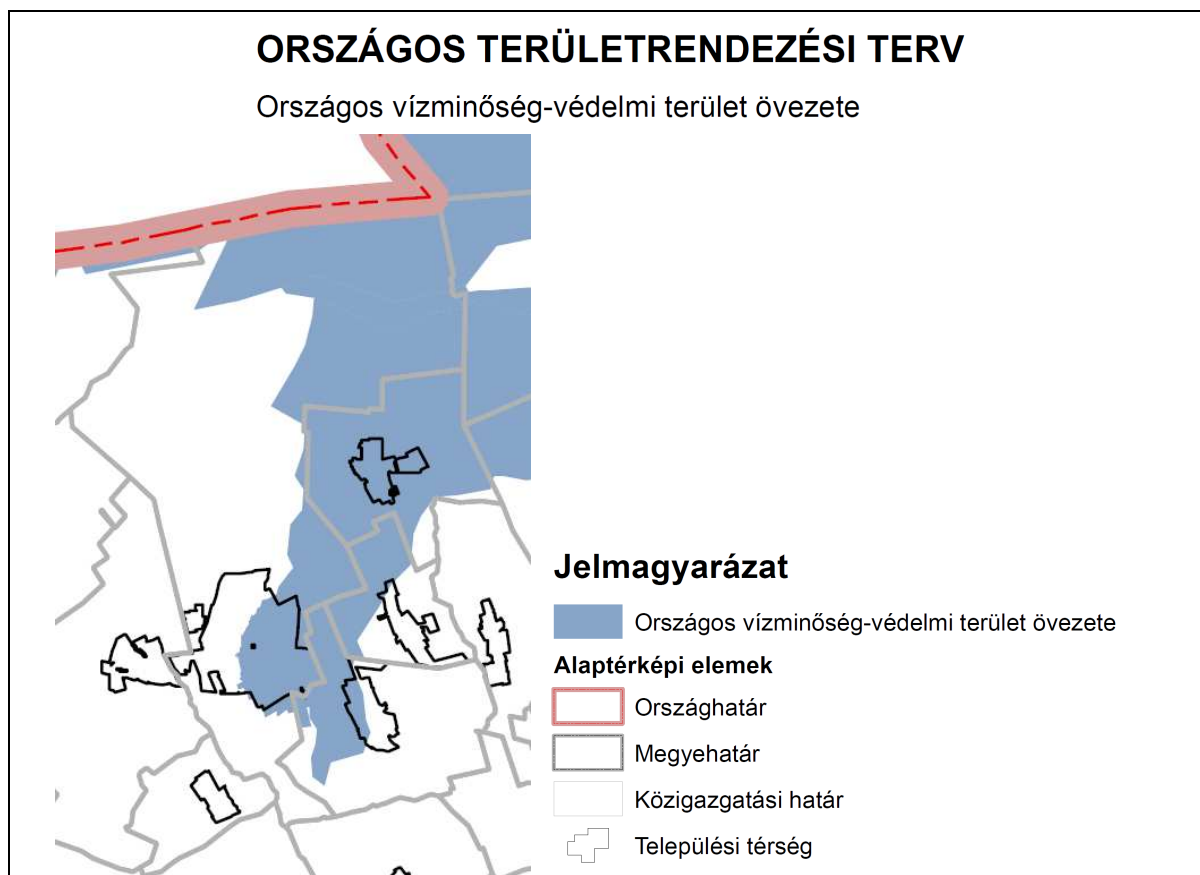 ORSZÁGOS TERÜLETRENDEZÉSI TERV
Országos vízminőség-védelmi terület övezete
Jelmagyarázat
Országos vízminőség-védelmi terület övezete
Alaptérképi elemek
Országhatár
Megyehatár
Közigazgatási határ
Települési térség